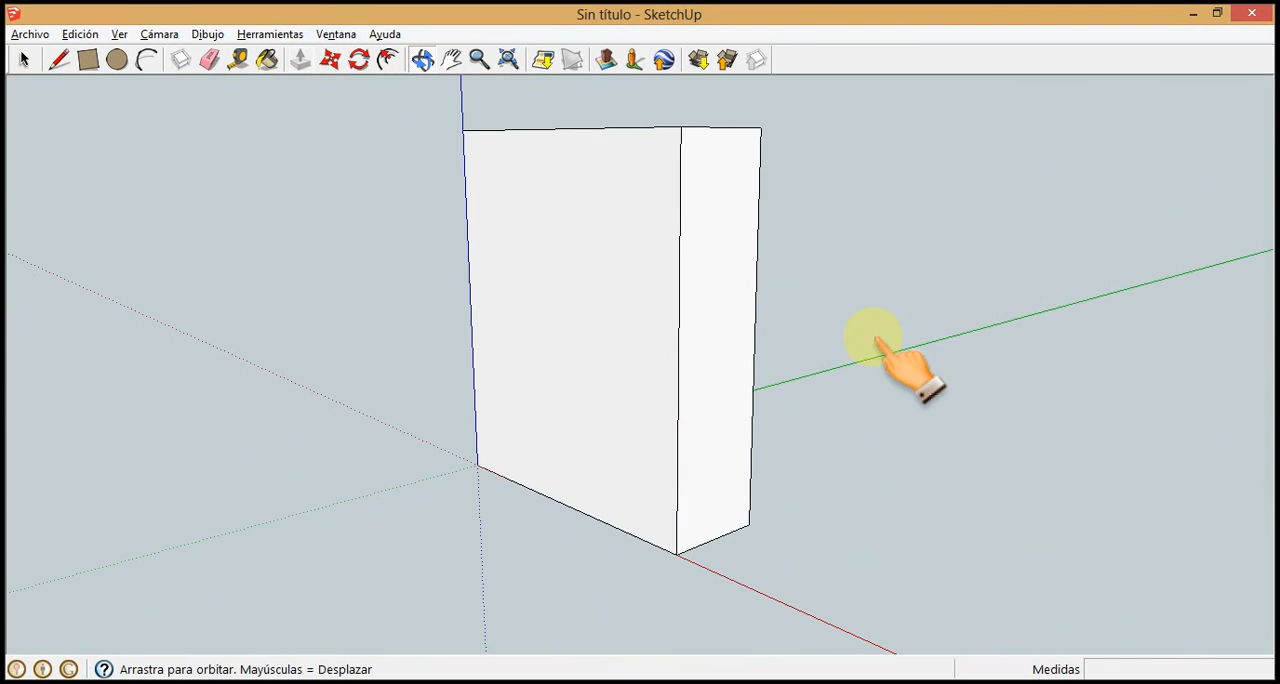 Sin título - SketchUp
Archivo Edición Ver Cámara Dibujo Herramientas Ventana Ayuda
Arrastra para orbitar. Mayúsculas = Desplazar Medidas